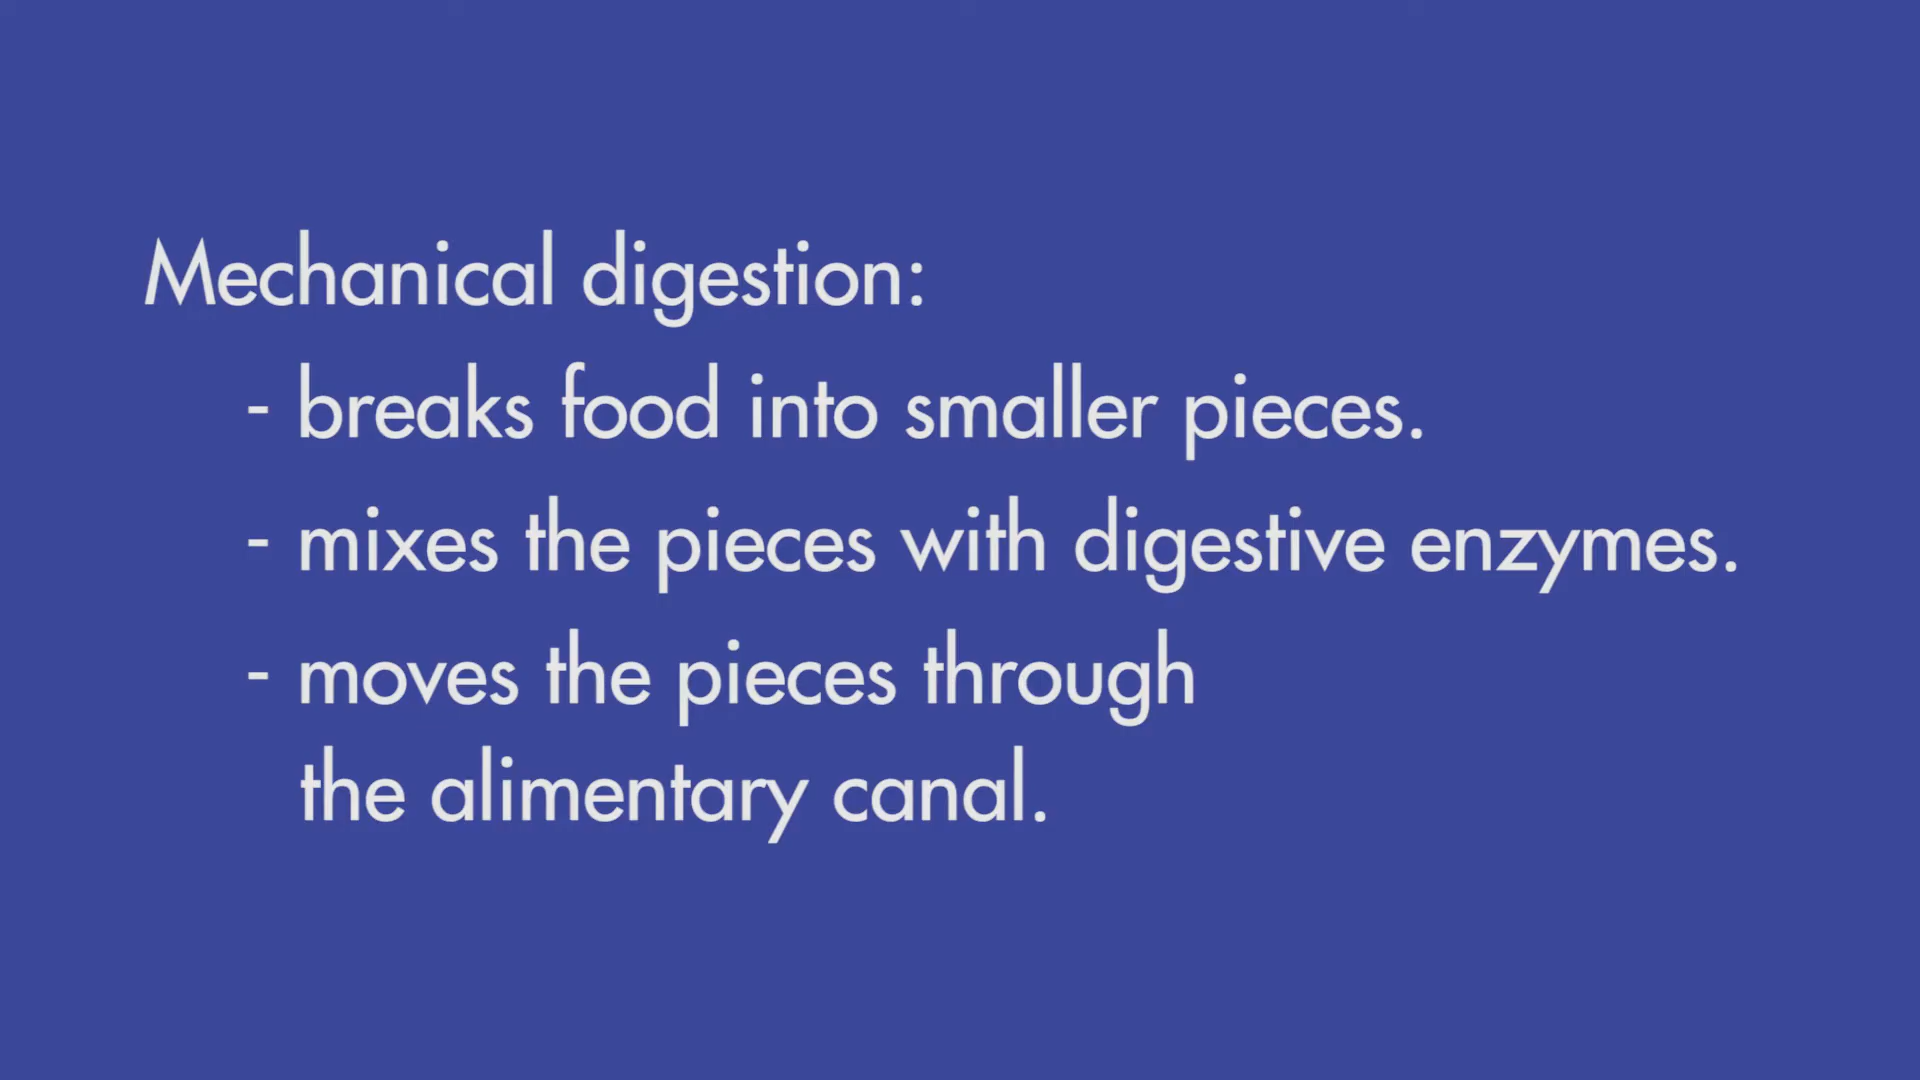 Mechanical digestion:
- breaks food into smaller pieces.
- mixes the pieces with digestive enzymes.
- moves the pieces through
the alimentary canal.